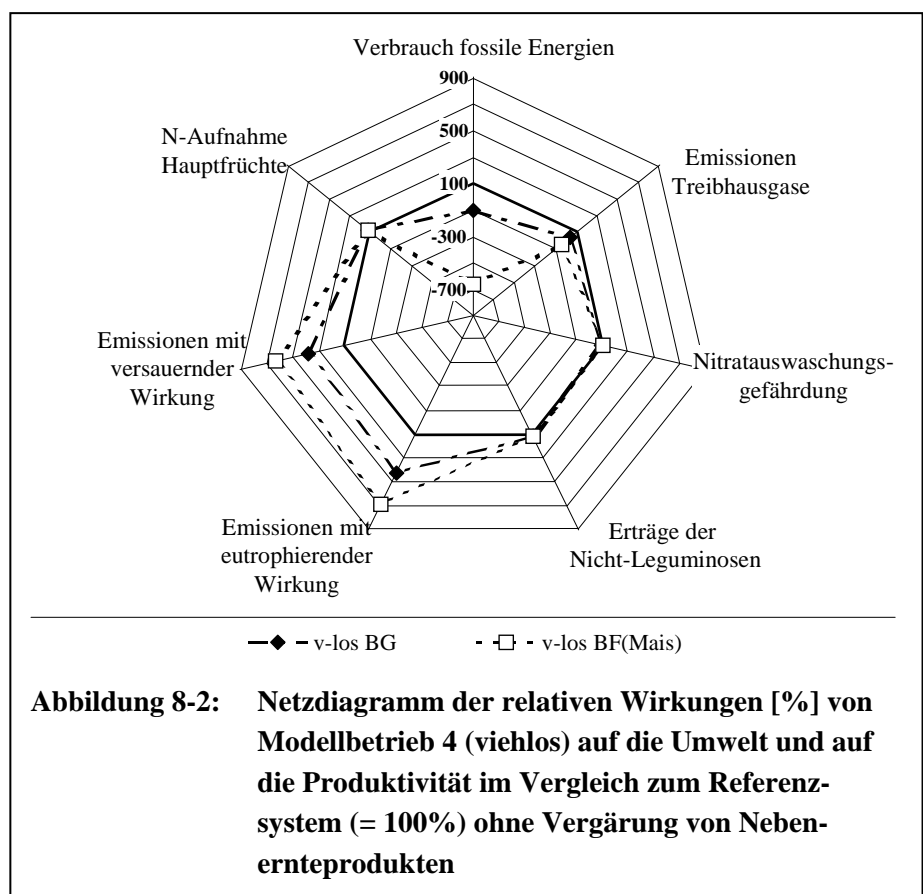 Verbrauch fossile Energien
900
500
100
-300
-700
N-Aufnahme
Hauptfrüchte
Emissionen
Treibhausgase
Emissionen mit
versauernder
Wirkung
Nitratauswaschungs-
gefährdung
Emissionen mit
eutrophierender
Wirkung
Erträge der
Nicht-Leguminosen
v-los BG
v-los BF(Mais)
Abbildung 8-2: Netzdiagramm der relativen Wirkungen [%] von
Modellbetrieb 4 (viehlos) auf die Umwelt und auf
die Produktivität im Vergleich zum Referenz-
system (= 100%) ohne Vergärung von Neben-
ernteprodukten